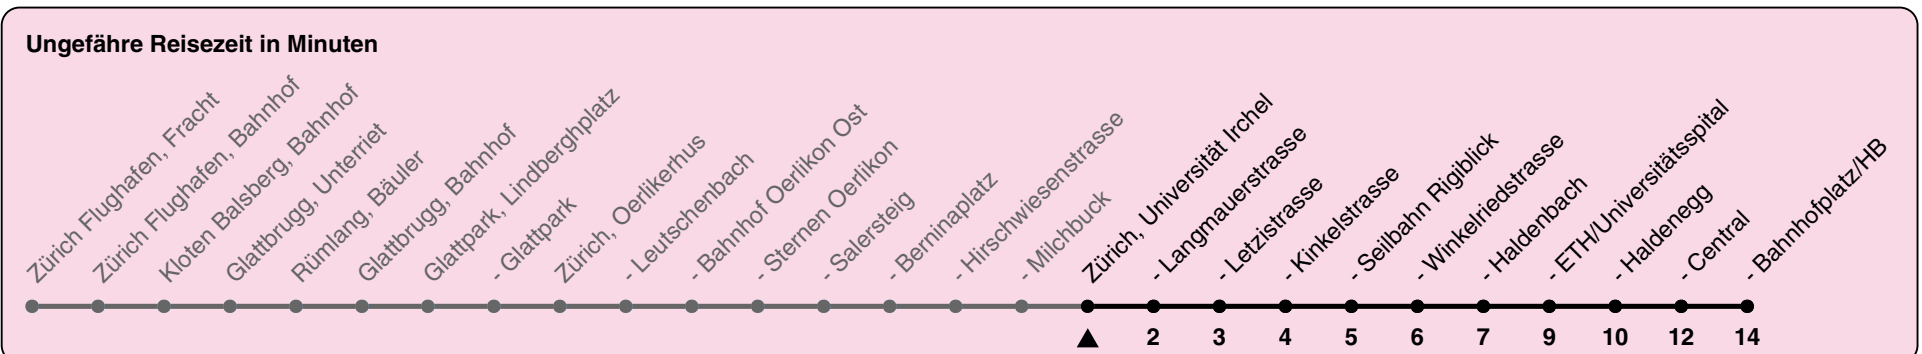 Ungefähre Reisezeit in Minuten
Zürich Flughafen, Fracht
Zürich Flughafen, Bahnhof
Kloten Balsberg, Bahnhof
Glattbrugg, Unterriet
Rümlang, Bäuler
Glattbrugg, Bahnhof
Glattpark, Lindberghplatz
- Glattpark
Zürich, Oerlikerhus
- Leutschenbach
- Bahnhof Oerlikon Ost
- Sternen Oerlikon
- Salersteig
- Berninaplatz
- Hirschwiesenstrasse
- Milchbuck
Zürich, Universität Irchel
- Langmauerstrasse
- Letzistrasse
- Kinkelstrasse
- Seilbahn Rigiblick
- Winkelriedstrasse
- Haldenbach
- ETH/Universitätsspital
- Haldenegg
- Central
- Bahnhofplatz/HB
▲ 2 3 4 5 6 7 9 10 12 14